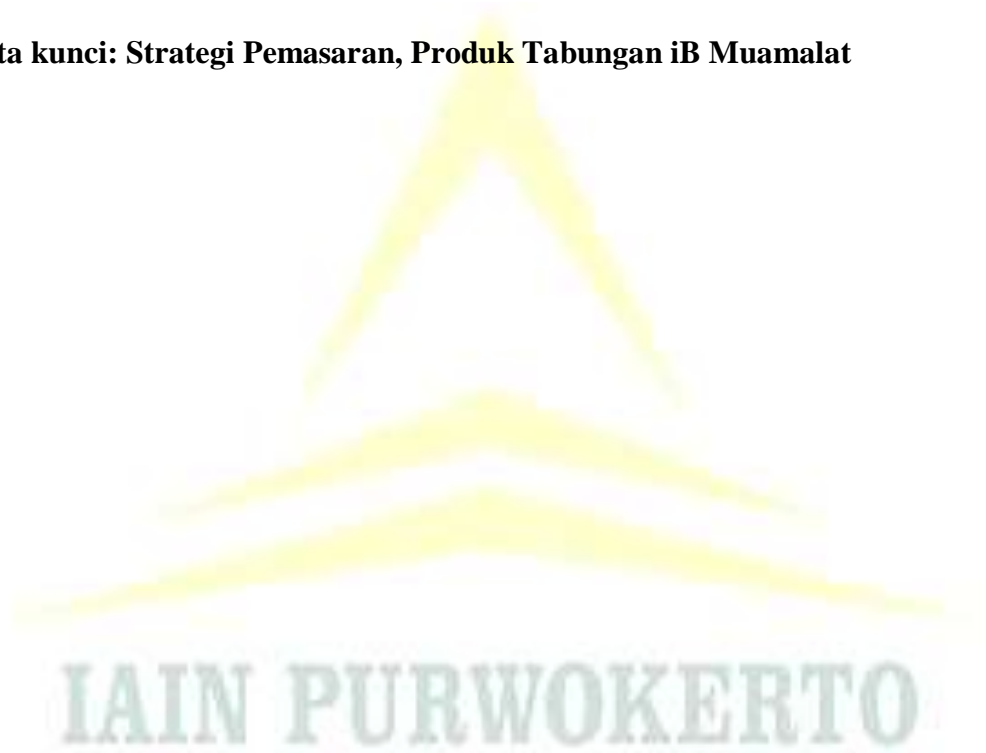 ta kunci: Strategi Pemasaran, Produk Tabungan iB Muamalat
IAIN PURWOKERTO